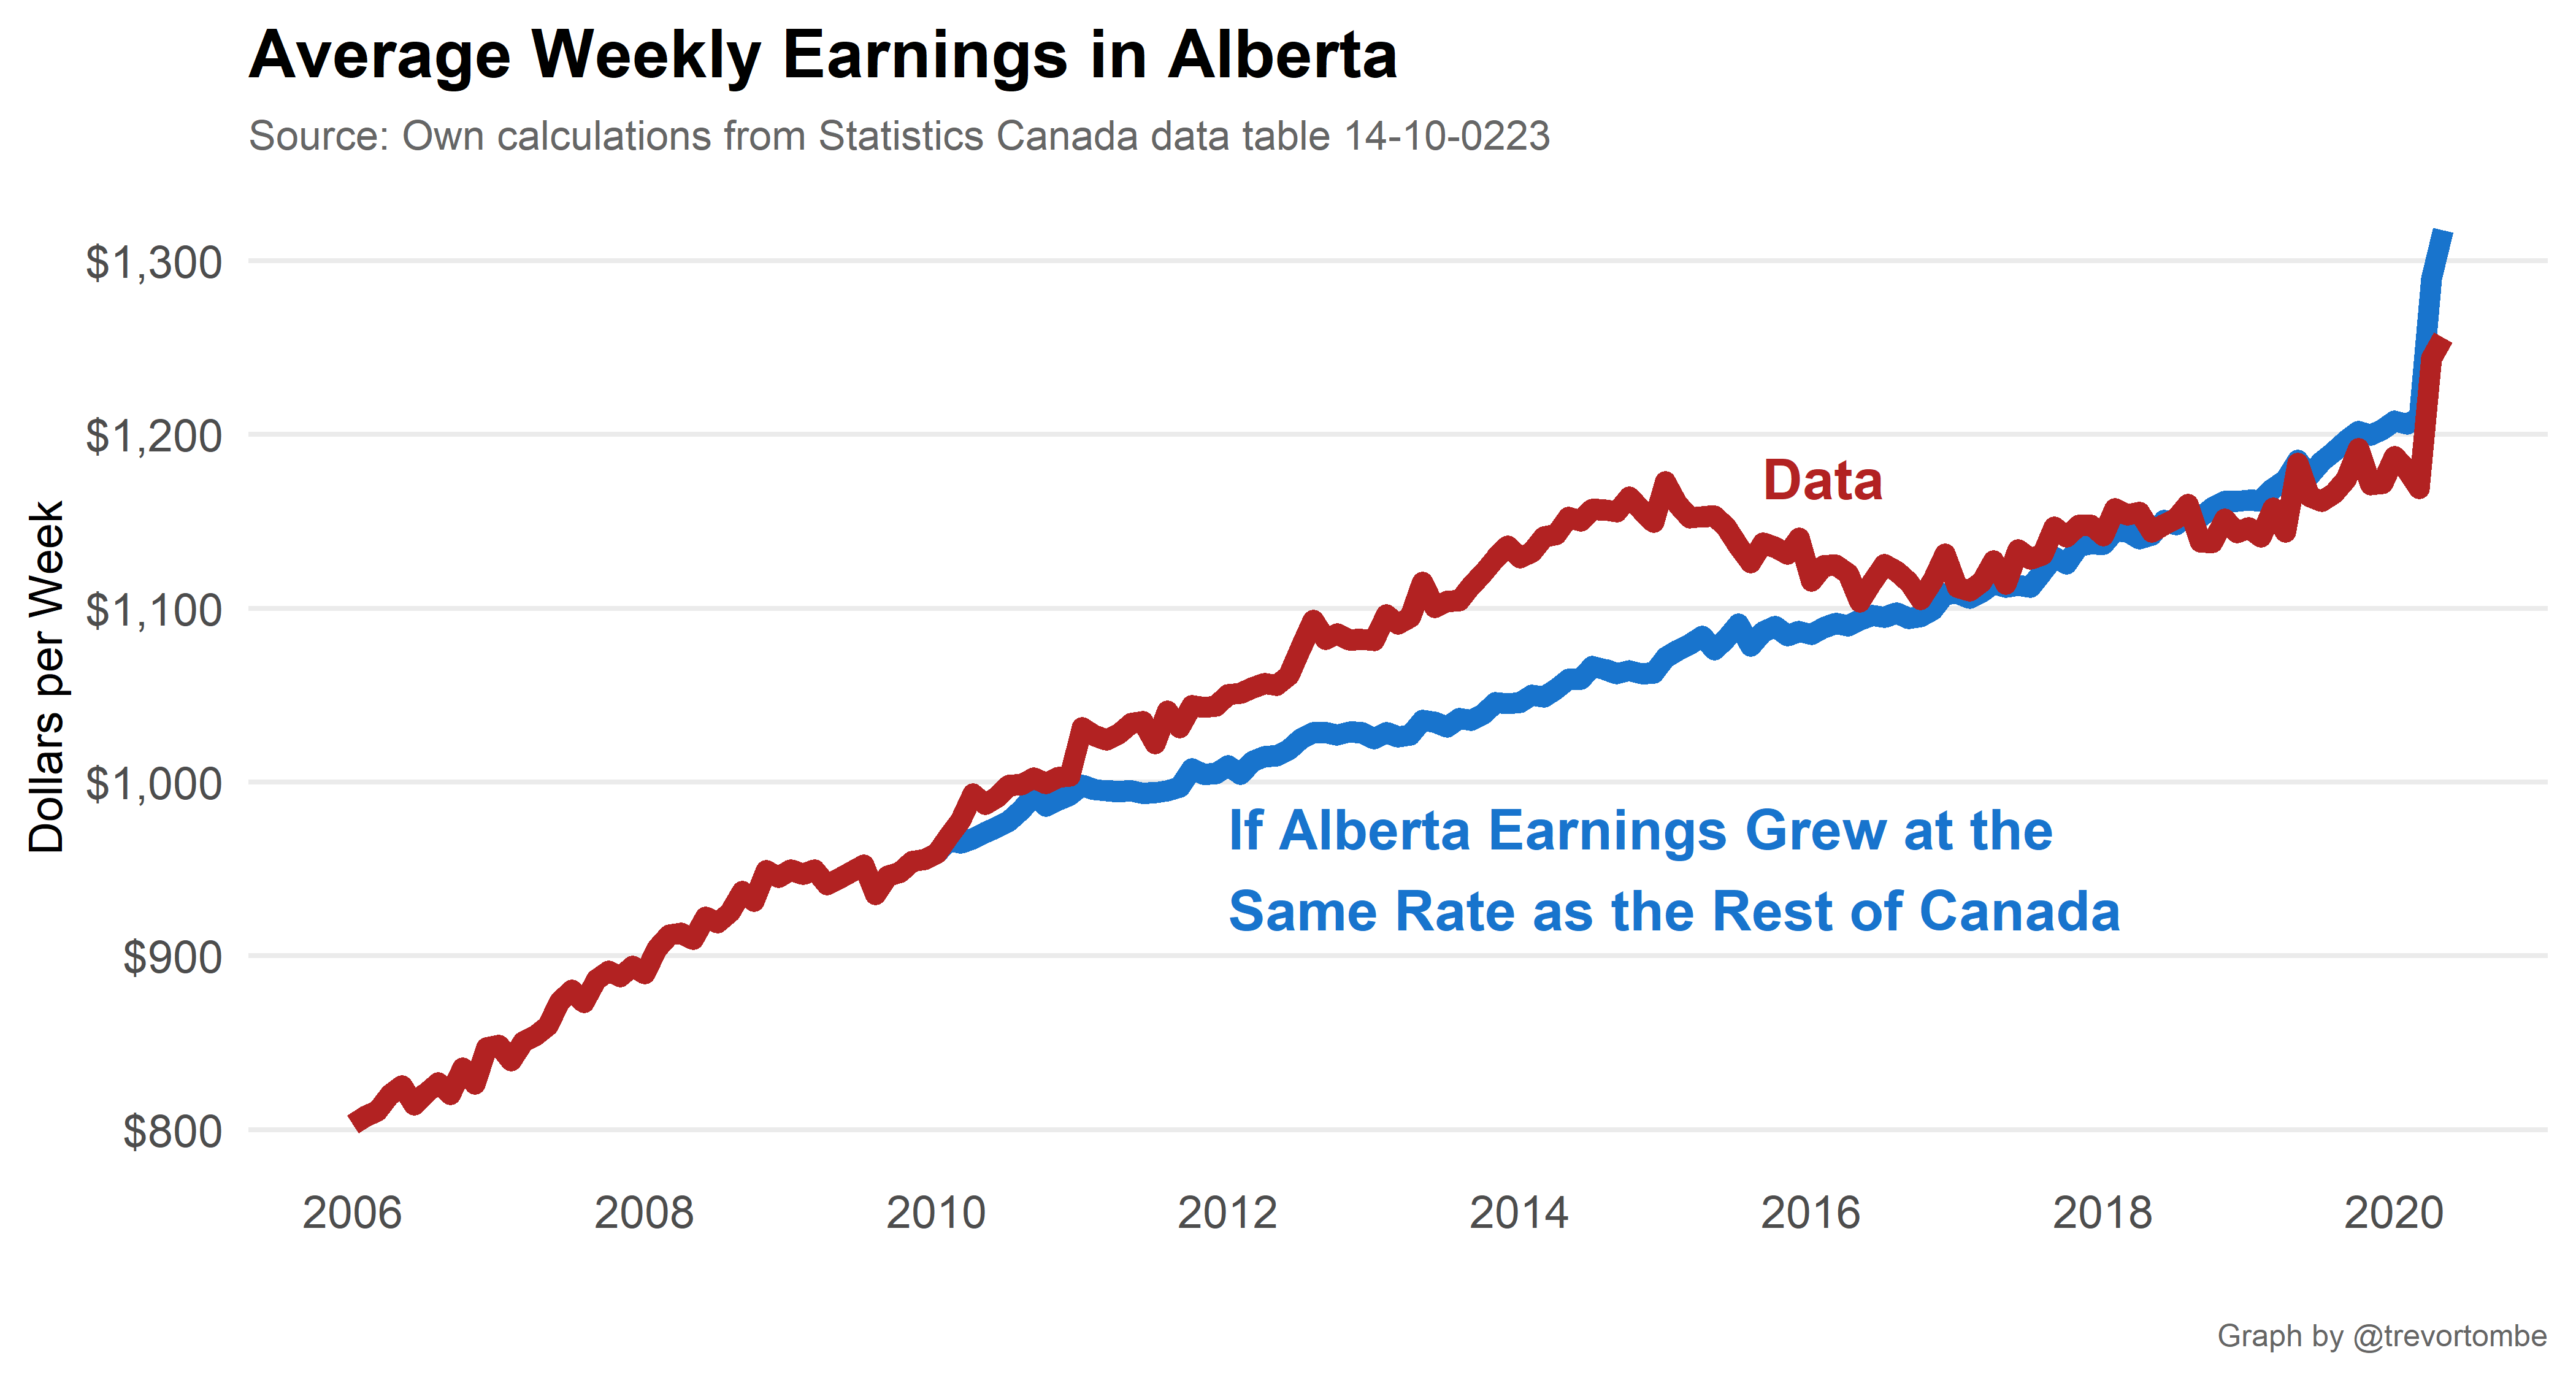 Average Weekly Earnings in Alberta
Source: Own calculations from Statistics Canada data table 14-10-0223
Dollars per Week
$1,300
$1,200
$1,100
$1,000
$900
$800
Data
If Alberta Earnings Grew at the
Same Rate as the Rest of Canada
2006 2008 2010 2012 2014 2016 2018 2020
Graph by @trevortombe